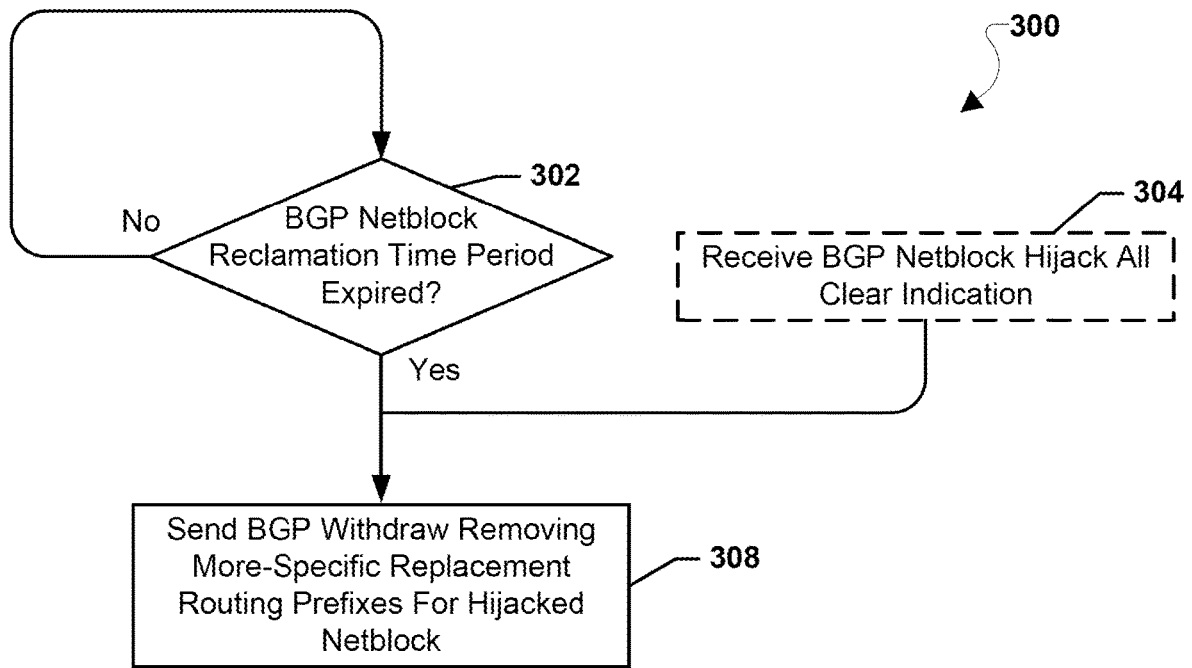 300
302
BGP Netblock
Reclamation Time Period
Expired?
No
Yes
304
Receive BGP Netblock Hijack All
Clear Indication
Send BGP Withdraw Removing
More-Specific Replacement
Routing Prefixes For Hijacked
Netblock
308